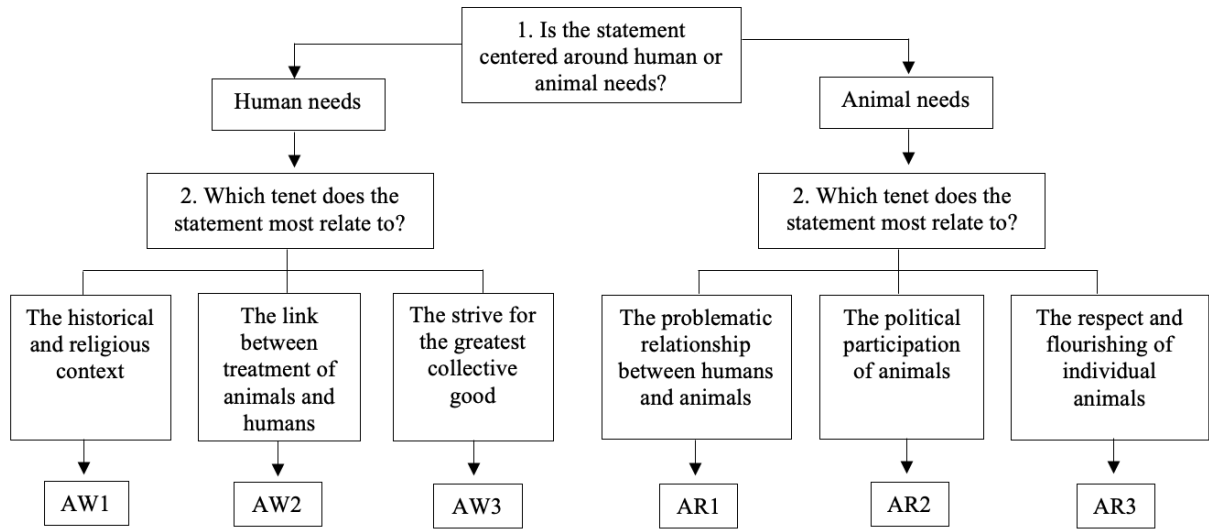 1. Is the statement
centered around human or
animal needs?
Human needs
Animal needs
2. Which tenet does the
statement most relate to?
2. Which tenet does the
statement most relate to?
The historical
and religious
context
The link
between
treatment of
animals and
humans
The strive for
the greatest
collective
good
The problematic
relationship
between humans
and animals
The political
participation
of animals
The respect and
flourishing of
individual
animals
AW1
AW2
AW3
AR1
AR2
AR3